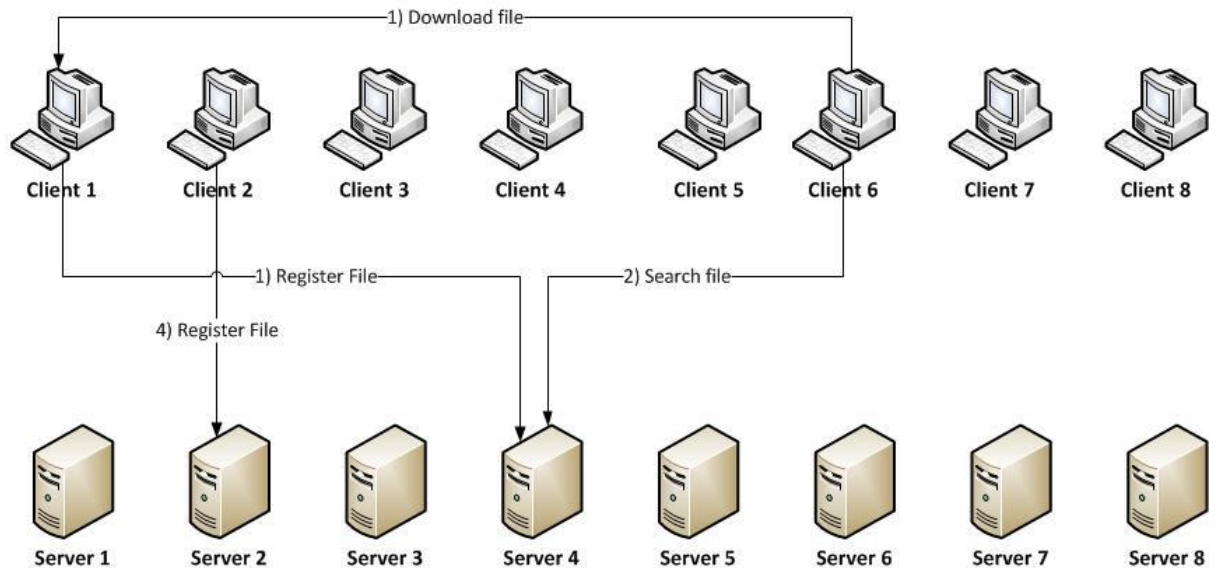 1) Download file
Client 1
Client 2
Client 3
Client 4
Client 5
Client 6
Client 7
Client 8
1) Register File
2) Search file
4) Register File
Server 1
Server 2
Server 3
Server 4
Server 5
Server 6
Server 7
Server 8